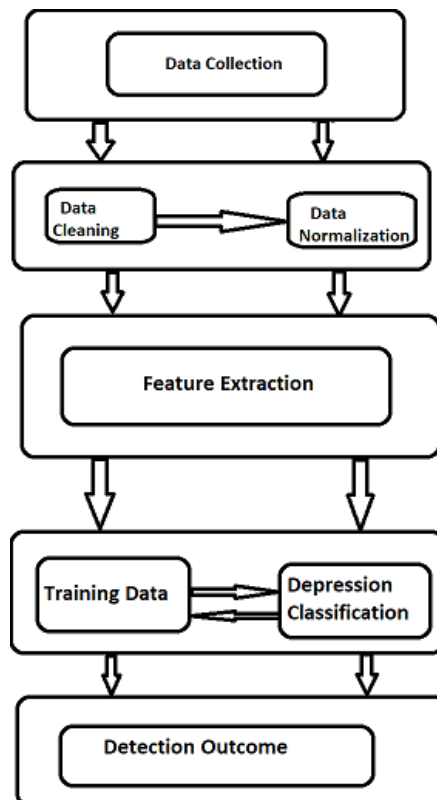 Data Collection
Data
Cleaning
Data
Normalization
Feature Extraction
Training Data
Depression
Classification
Detection Outcome